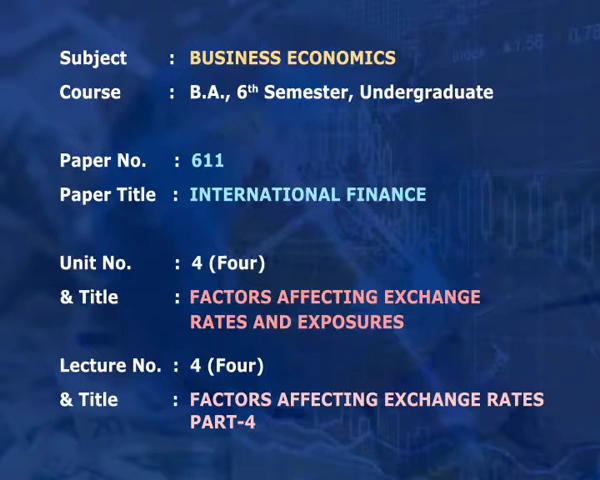 Subject : BUSINESS ECONOMICS
Course : B.A., 6th Semester, Undergraduate
Paper No. : 611
Paper Title : INTERNATIONAL FINANCE
Unit No. : 4 (Four)
& Title : FACTORS AFFECTING EXCHANGE
RATES AND EXPOSURES
Lecture No. : 4 (Four)
& Title : FACTORS AFFECTING EXCHANGE RATES
PART-4